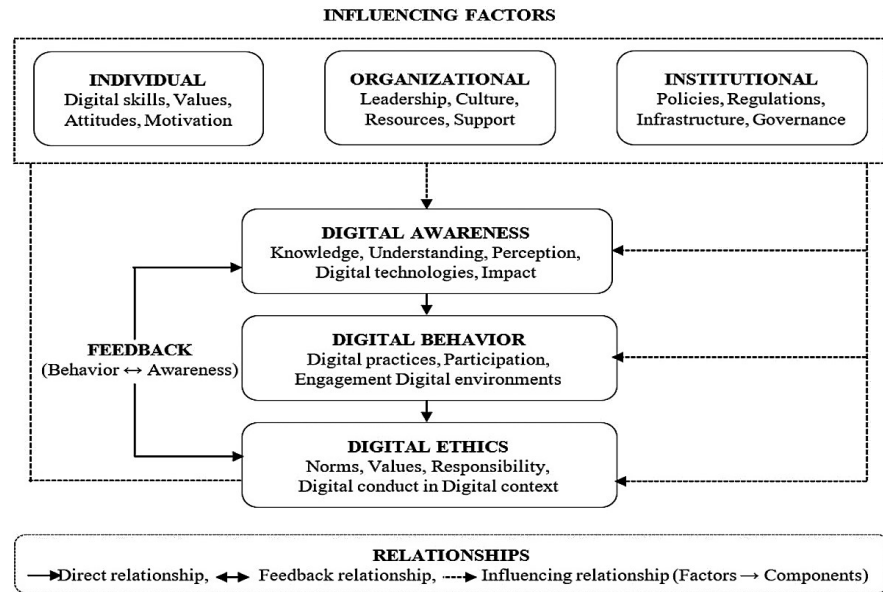 INFLUENCING FACTORS
INDIVIDUAL
Digital skills, Values,
Attitudes, Motivation
ORGANIZATIONAL
Leadership, Culture,
Resources, Support
INSTITUTIONAL
Policies, Regulations,
Infrastructure, Governance
DIGITAL AWARENESS
Knowledge, Understanding, Perception,
Digital technologies, Impact
FEEDBACK
(Behavior ↔ Awareness)
DIGITAL BEHAVIOR
Digital practices, Participation,
Engagement Digital environments
DIGITAL ETHICS
Norms, Values, Responsibility,
Digital conduct in Digital context
RELATIONSHIPS
Direct relationship, Feedback relationship, Influencing relationship (Factors → Components)